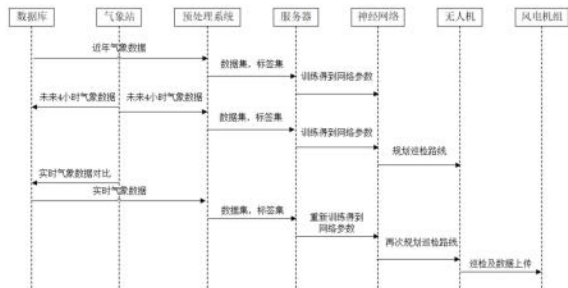 数据库
气象站
预处理系统
服务器
神经网络
无人机
风电机组
近年气象数据
数据集、标签集
训练得到网络参数
未来4小时气象数据
未来4小时气象数据
数据集、标签集
训练得到网络参数
规划巡检路线
实时气象数据对比
实时气象数据
数据集、标签集
重新训练得到
网络参数
再次规划巡检路线
巡检及数据上传